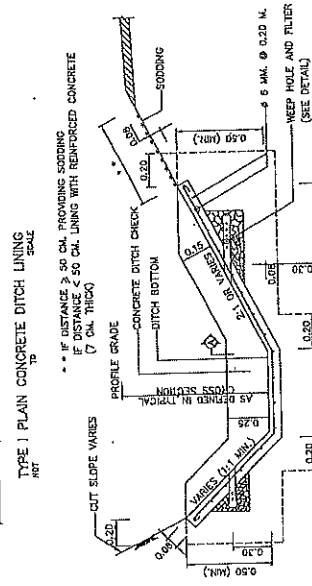 TYPE 1 PLAIN CONCRETE DITCH LINING
NOT TO SCALE
* * IF DISTANCE ≥ 50 CM. PROVIDING SODDING
IF DISTANCE < 50 CM. LINING WITH REINFORCED CONCRETE
(7 CM. THICK)
CUT SLOPE VARIES
PROFILE GRADE
CONCRETE DITCH CHECK
DITCH BOTTOM
AS DEFINED IN TYPICAL
CROSS SECTION
SODDING
* *
0.20
0.08
0.20
0.08
0.15
0.25
VARIES (1:1 MIN.)
2:1 OR VARIES
A
0.50 (MIN.)
0.30
0.50 (MIN.)
0.08
0.30
0.20
0.20
6 MM. @ 0.20 M.
WEEP HOLE AND FILTER
(SEE DETAIL)